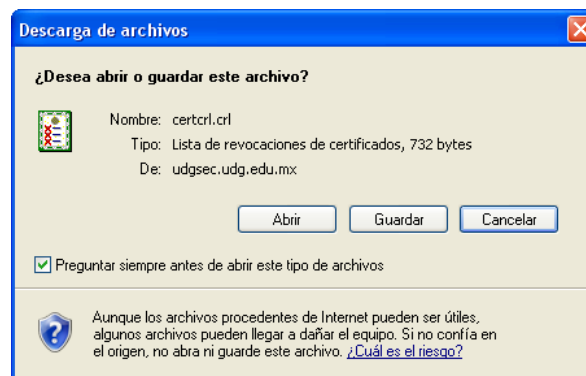 Descarga de archivos
¿Desea abrir o guardar este archivo?
Nombre: certcrl.crl
Tipo: Lista de revocaciones de certificados, 732 bytes
De: udgsec.udg.edu.mx
Abrir Guardar Cancelar
Preguntar siempre antes de abrir este tipo de archivos
Aunque los archivos procedentes de Internet pueden ser útiles,
algunos archivos pueden llegar a dañar el equipo. Si no confía en
el origen, no abra ni guarde este archivo. ¿Cuál es el riesgo?